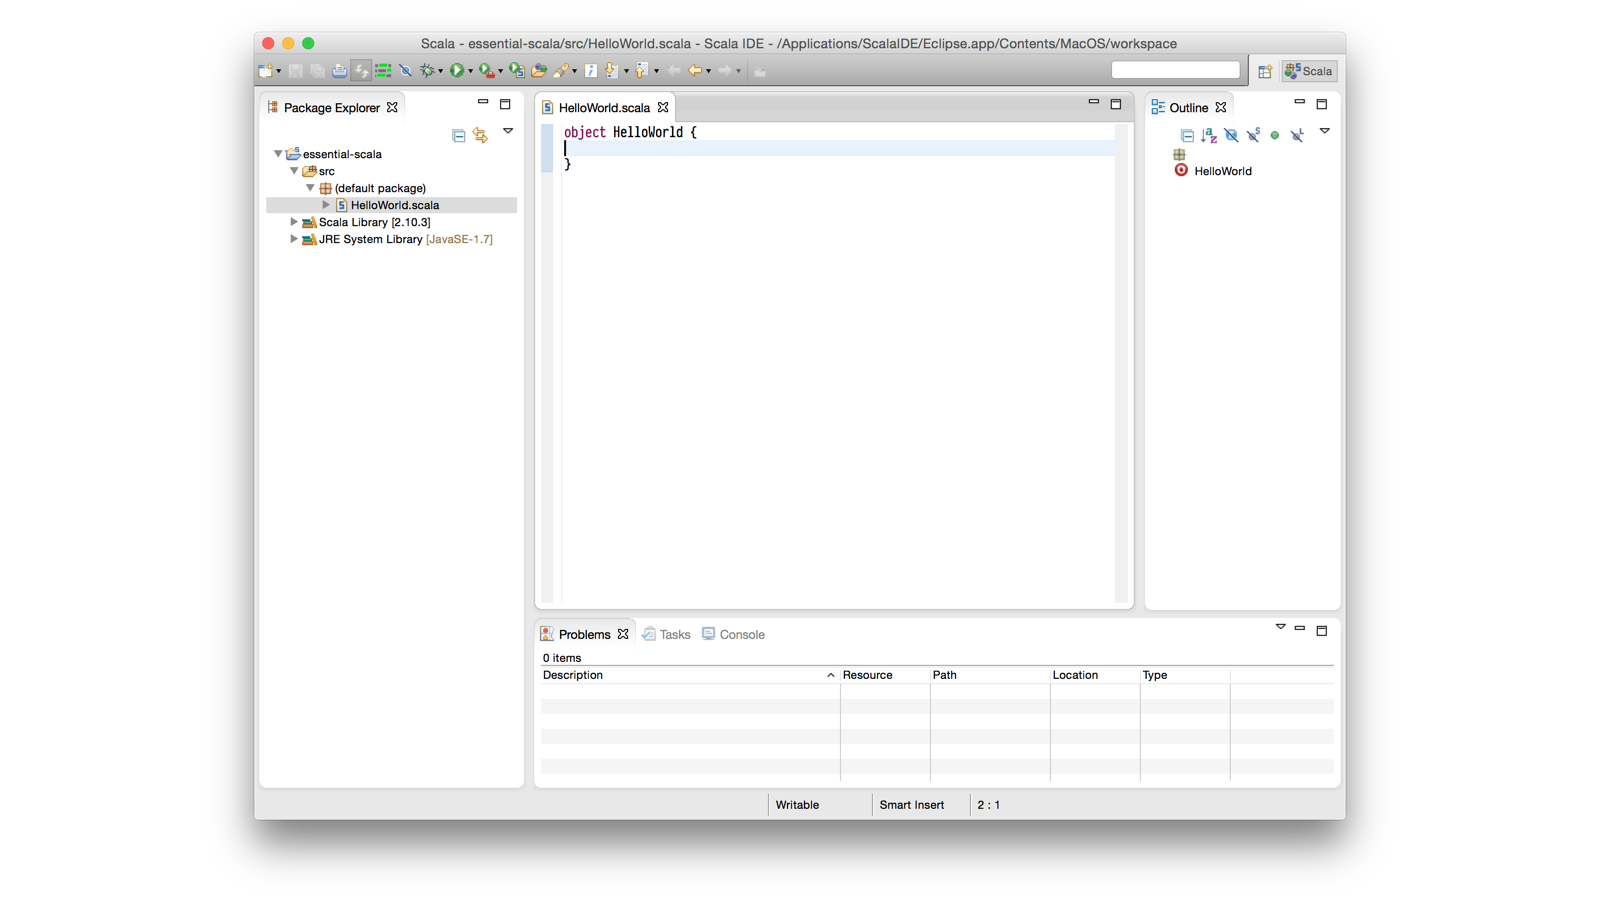 Scala - essential-scala/src/HelloWorld.scala - Scala IDE - /Applications/ScalaIDE/Eclipse.app/Contents/MacOS/workspace
Scala
Package Explorer
essential-scala
src
(default package)
HelloWorld.scala
Scala Library [2.10.3]
JRE System Library [JavaSE-1.7]
HelloWorld.scala
object HelloWorld {
}
Outline
HelloWorld
Problems Tasks Console
0 items
Description Resource Path Location Type
Writable Smart Insert 2 : 1